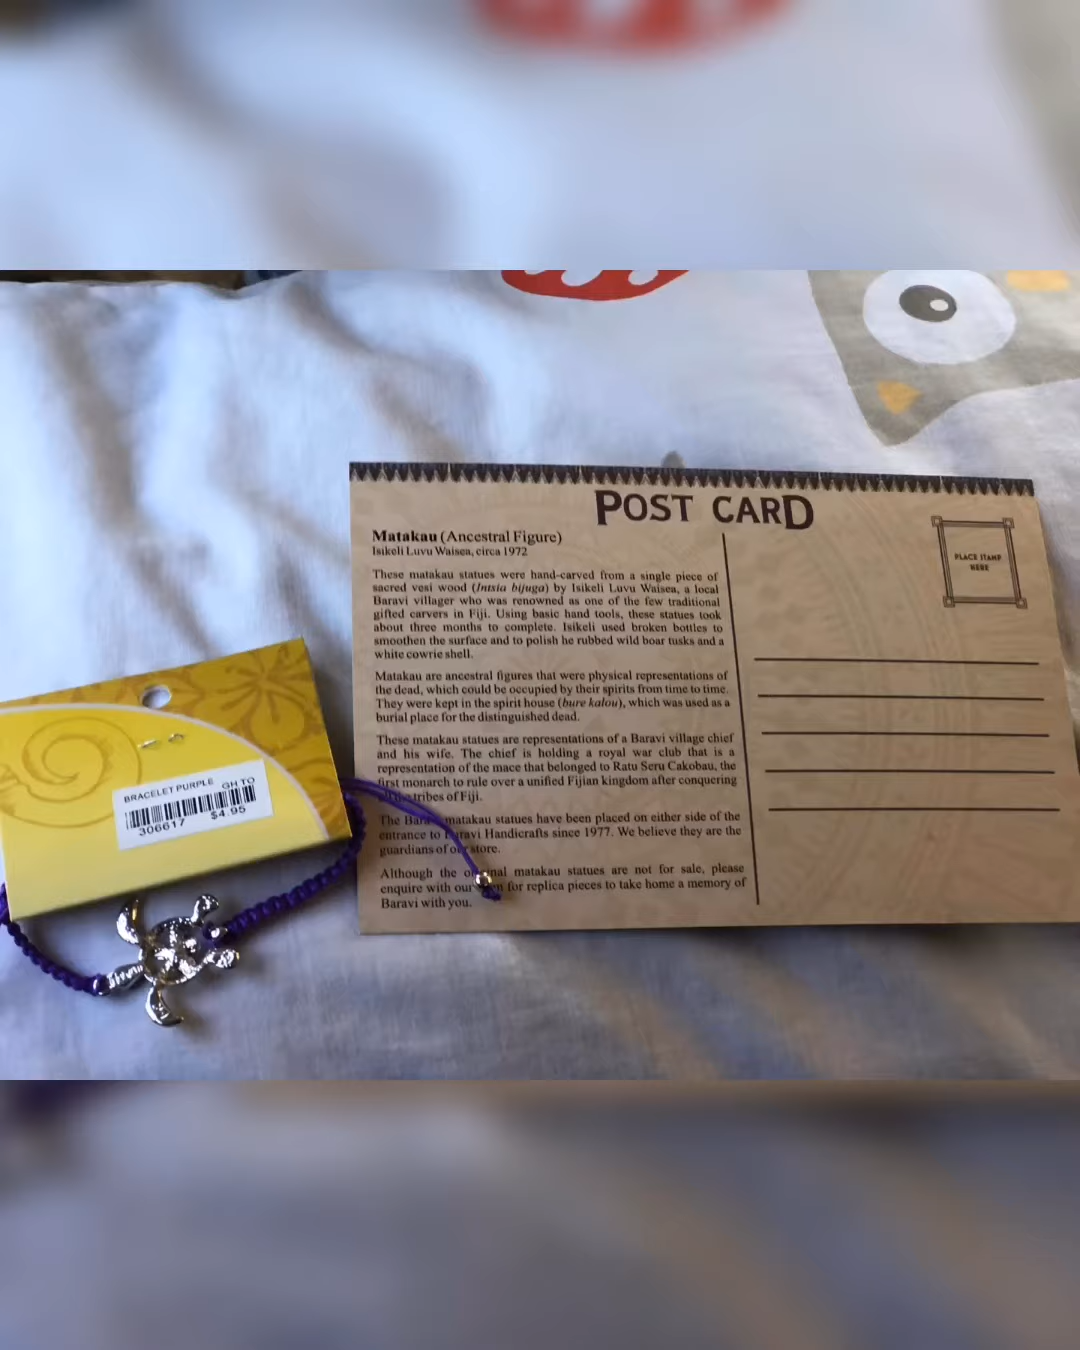 POST CARD
Matakau (Ancestral Figure)
Isikeli Luvu Waisea, circa 1972
These matakau statues were hand-carved from a single piece of
sacred vesi wood (Intsia bijuga) by Isikeli Luvu Waisea, a local
Baravi villager who was renowned as one of the few traditional
gifted carvers in Fiji. Using basic hand tools, these statues took
about three months to complete. Isikeli used broken bottles to
smoothen the surface and to polish he rubbed wild boar tusks and a
white cowrie shell.
Matakau are ancestral figures that were physical representations of
the dead, which could be occupied by their spirits from time to time.
They were kept in the spirit house (bure kalou), which was used as a
burial place for the distinguished dead.
These matakau statues are representations of a Baravi village chief
and his wife. The chief is holding a royal war club that is a
representation of the mace that belonged to Ratu Seru Cakobau, the
first monarch to rule over a unified Fijian kingdom after conquering
tribes of Fiji.
The matakau statues have been placed on either side of the
entrance to Baravi Handicrafts since 1977. We believe they are the
guardians of our store.
Although the original matakau statues are not for sale, please
enquire with our for replica pieces to take home a memory of
Baravi with you.
PLACE STAMP
HERE
BRACELET PURPLE GH TO
306617 $4.95